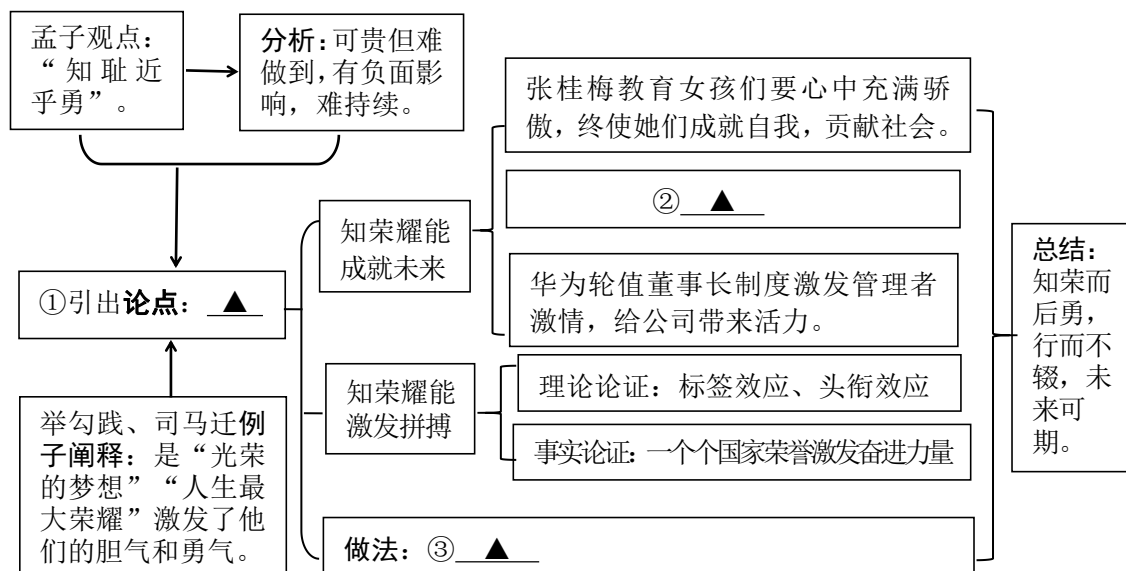 孟子观点：
“知耻近
乎勇”。
分析：可贵但难
做到，有负面影
响，难持续。
张桂梅教育女孩们要心中充满骄
傲，终使她们成就自我，贡献社会。
②▲
知荣耀能
成就未来
华为轮值董事长制度激发管理者
激情，给公司带来活力。
①引出论点：▲
总结：
知荣而
后勇，
行而不
辍，未
来可
期。
知荣耀能
激发拼搏
理论论证：标签效应、头衔效应
事实论证：一个个国家荣誉激发奋进力量
举勾践、司马迁例
子阐释：是“光荣
的梦想”“人生最
大荣耀”激发了他
们的胆气和勇气。
做法：③▲